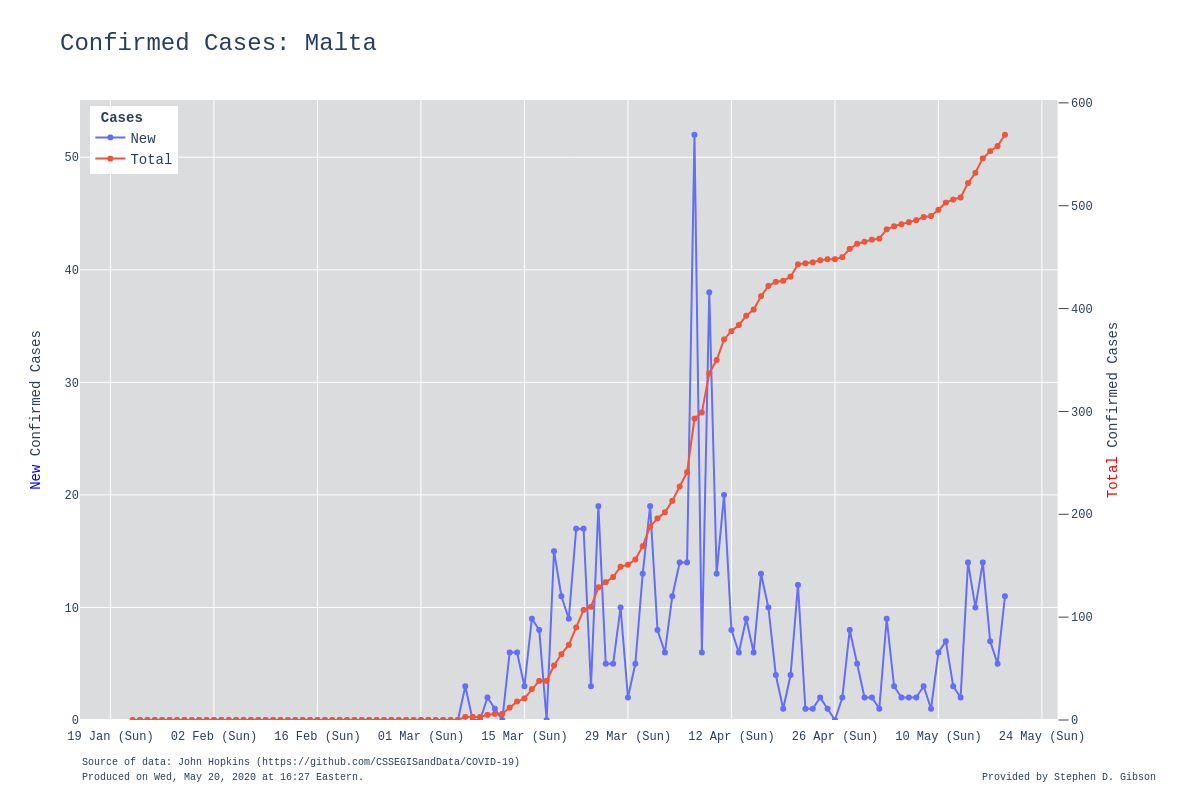 Confirmed Cases: Malta
Cases
New
Total
50
40
30
20
10
0
600
500
400
300
200
100
0
New Confirmed Cases
Total Confirmed Cases
19 Jan (Sun) 02 Feb (Sun) 16 Feb (Sun) 01 Mar (Sun) 15 Mar (Sun) 29 Mar (Sun) 12 Apr (Sun) 26 Apr (Sun) 10 May (Sun) 24 May (Sun)
Source of data: John Hopkins (https://github.com/CSSEGISandData/COVID-19)
Produced on Wed, May 20, 2020 at 16:27 Eastern.
Provided by Stephen D. Gibson